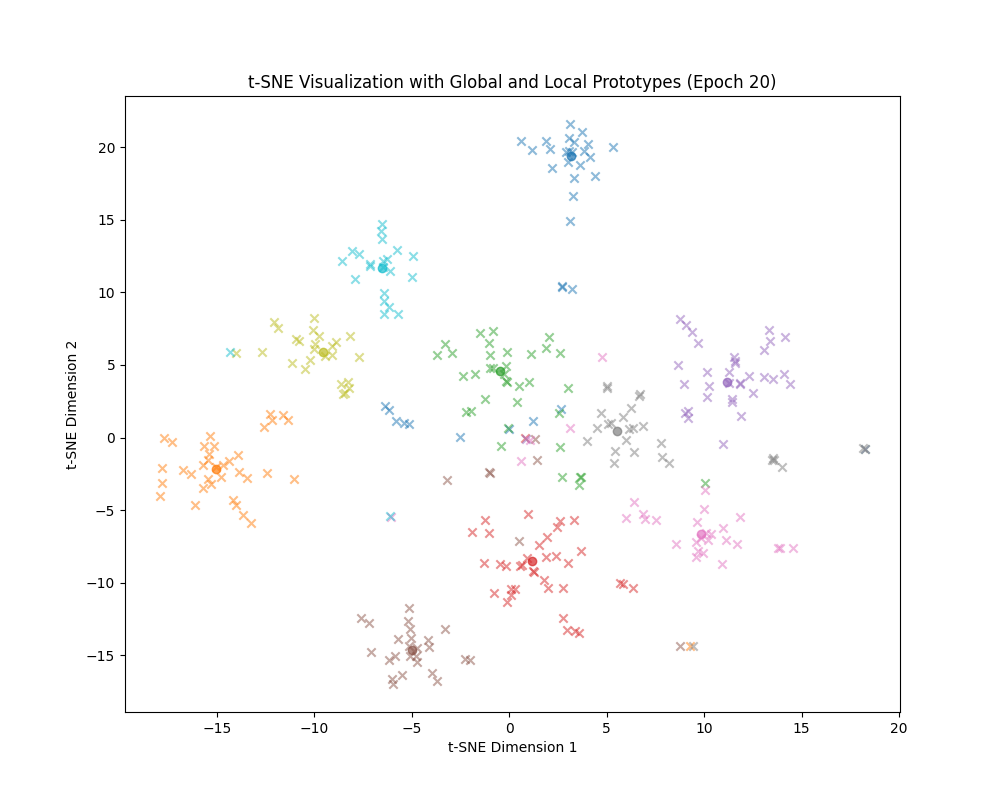 t-SNE Visualization with Global and Local Prototypes (Epoch 20)
20
15
10
5
0
−5
−10
−15
t-SNE Dimension 2
−15 −10 −5 0 5 10 15 20
t-SNE Dimension 1